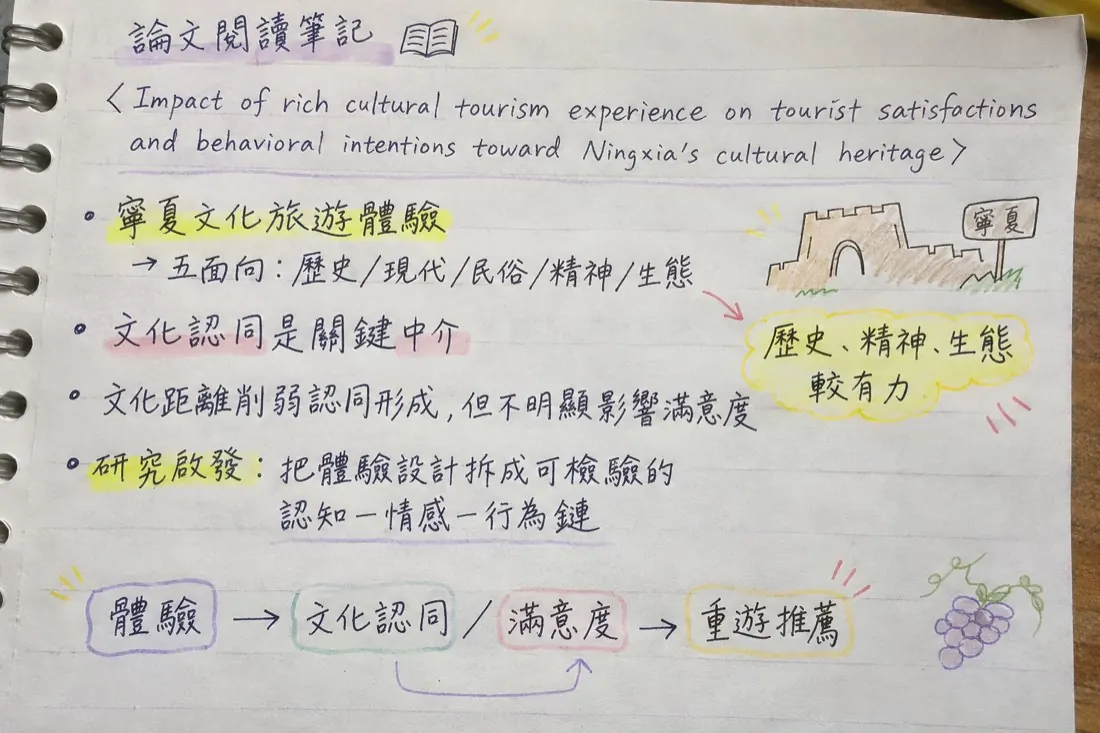 論文閱讀筆記
〈Impact of rich cultural tourism experience on tourist satisfactions
and behavioral intentions toward Ningxia's cultural heritage〉
• 寧夏文化旅遊體驗
→ 五面向：歷史/現代/民俗/精神/生態
寧夏
歷史、精神、生態
較有力
• 文化認同是關鍵中介
• 文化距離削弱認同形成，但不明顯影響滿意度
• 研究啟發：把體驗設計拆成可檢驗的
認知－情感－行為鏈
體驗 → 文化認同 / 滿意度 → 重遊推薦